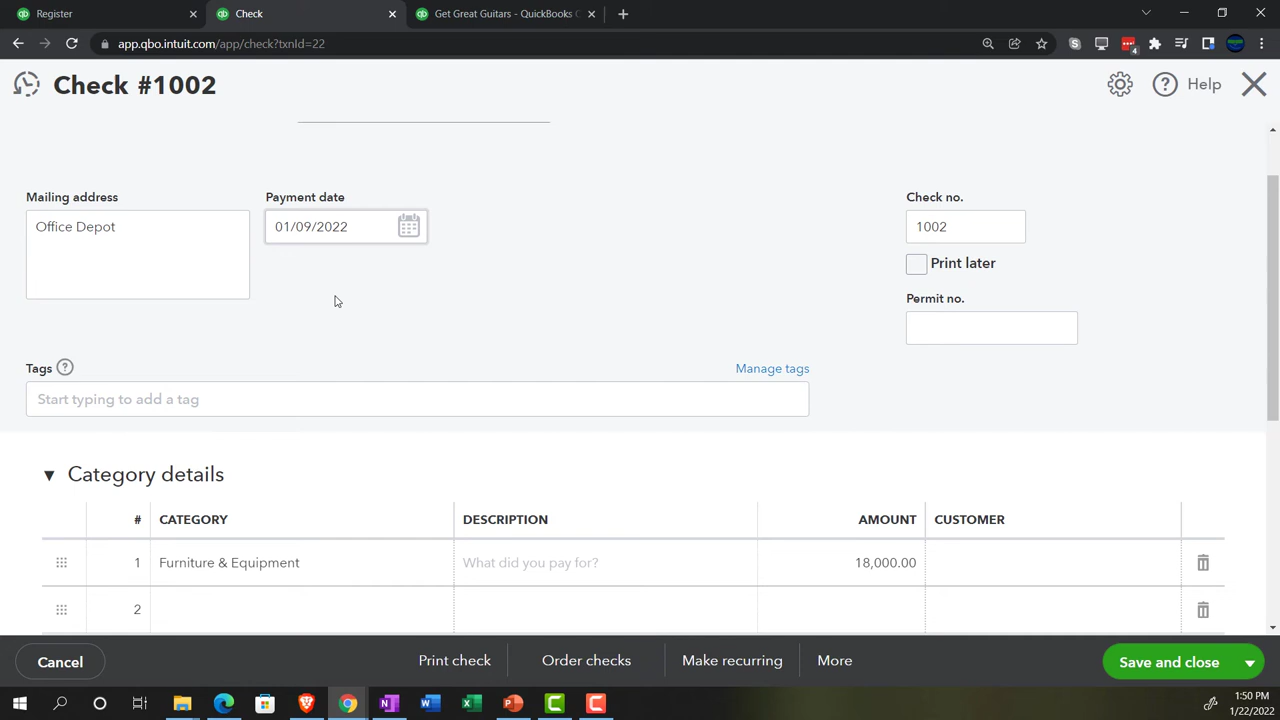 Register
Check
Get Great Guitars - QuickBooks C
app.qbo.intuit.com/app/check?txnId=22
4
Check #1002
Help
Mailing address
Payment date
Check no.
Office Depot
01/09/2022
1002
Print later
Permit no.
Tags
Manage tags
Start typing to add a tag
Category details
# CATEGORY DESCRIPTION AMOUNT CUSTOMER
1 Furniture & Equipment What did you pay for? 18,000.00
2
Cancel
Print check
Order checks
Make recurring
More
Save and close
1:50 PM
1/22/2022